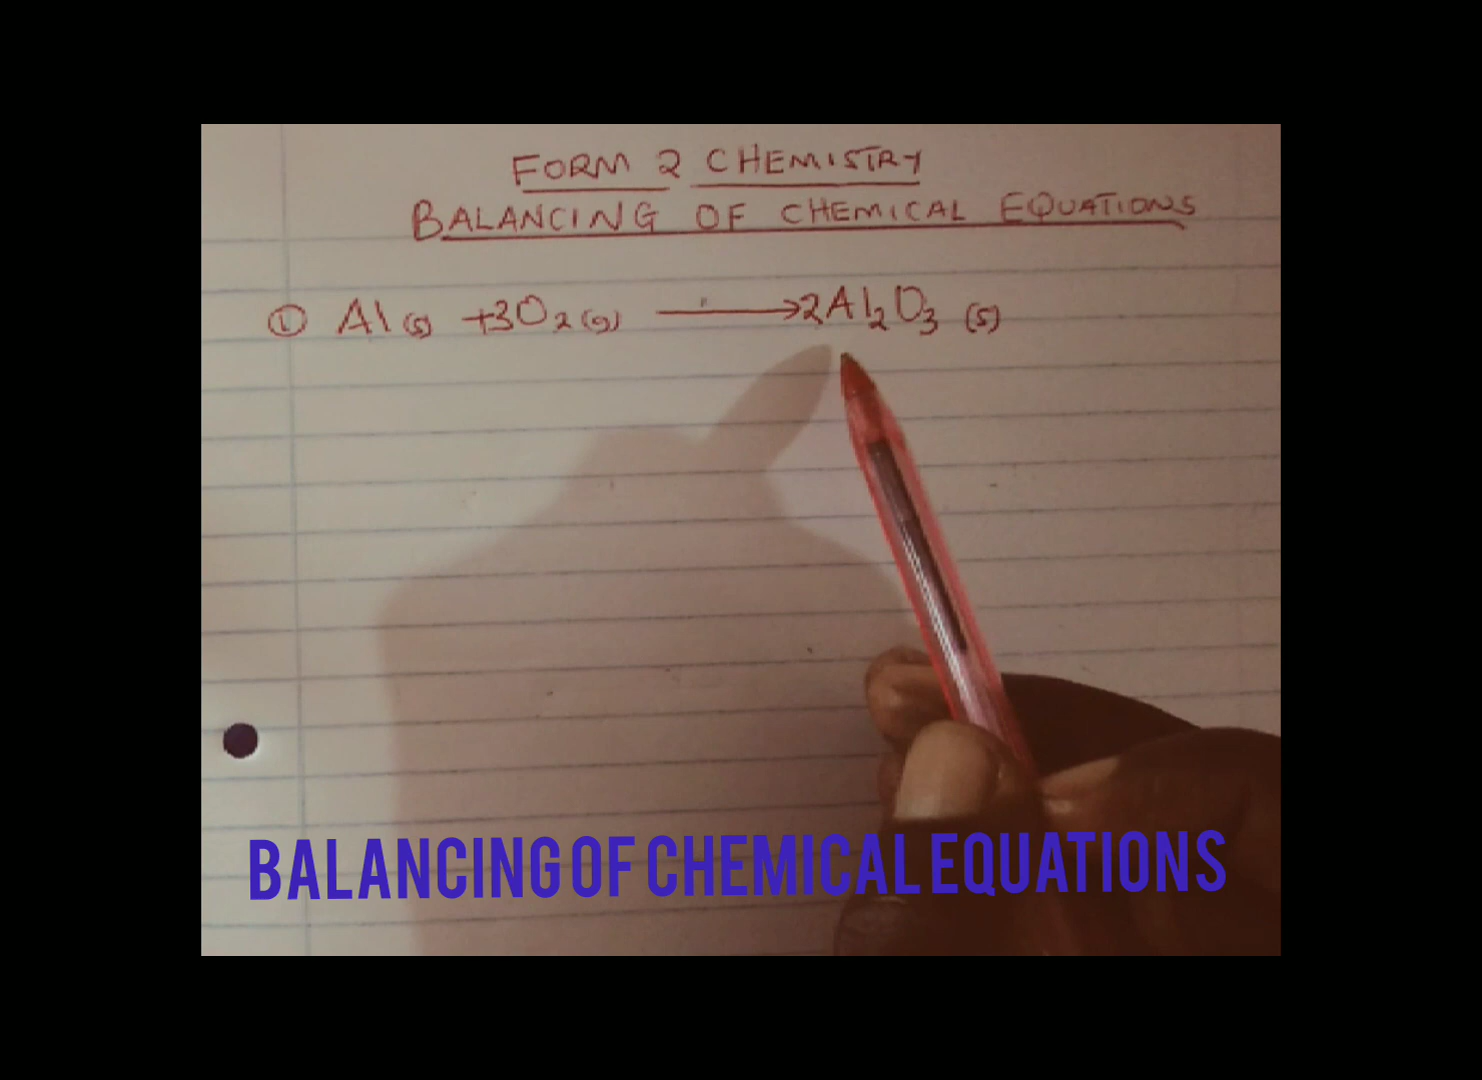 FORM 2 CHEMISTRY
BALANCING OF CHEMICAL EQUATIONS
① Al(s) +3O₂(g) ⟶ 2Al₂O₃ (s)
BALANCING OF CHEMICAL EQUATIONS